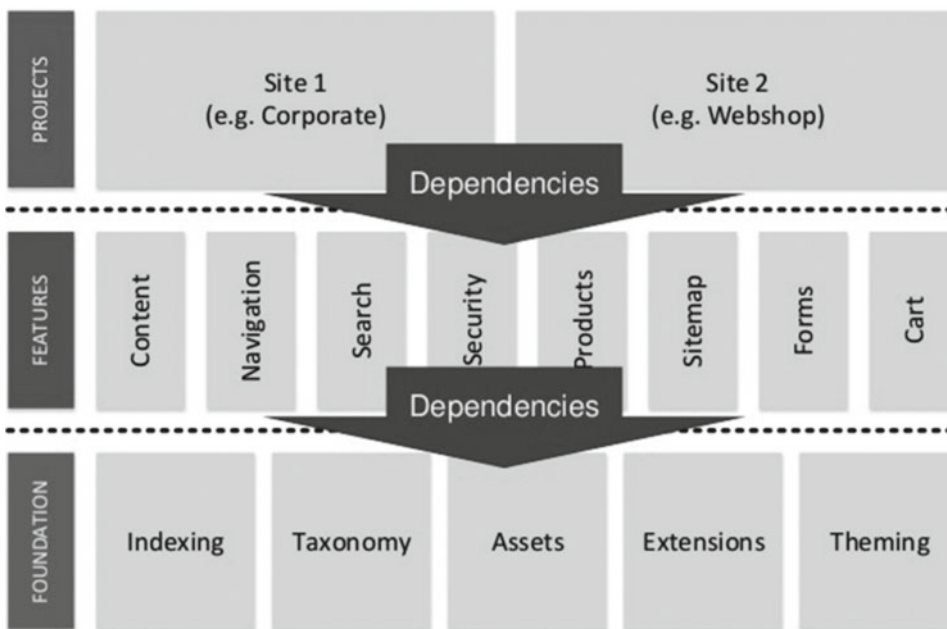 PROJECTS
Site 1
(e.g. Corporate)
Site 2
(e.g. Webshop)
Dependencies
FEATURES
Content
Navigation
Search
Security
Products
Sitemap
Forms
Cart
Dependencies
FOUNDATION
Indexing
Taxonomy
Assets
Extensions
Theming